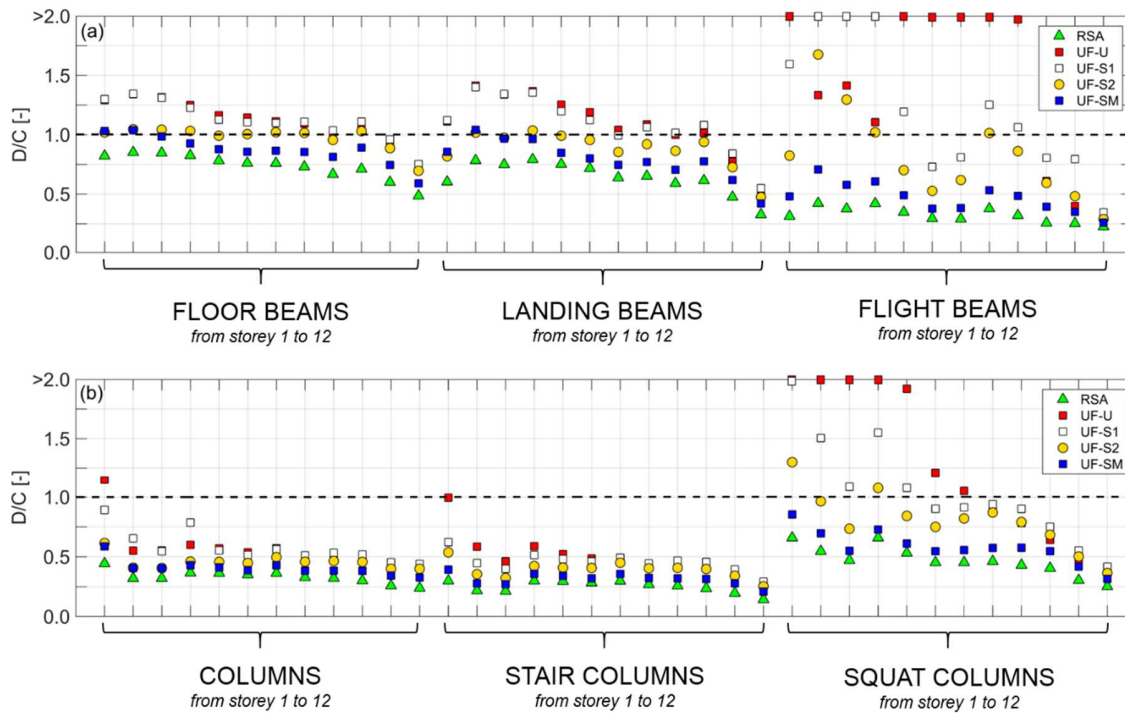 (a)
>2.0
1.5
1.0
0.5
0.0
D/C [-]
RSA
UF-U
UF-S1
UF-S2
UF-SM
FLOOR BEAMS
from storey 1 to 12
LANDING BEAMS
from storey 1 to 12
FLIGHT BEAMS
from storey 1 to 12
(b)
>2.0
1.5
1.0
0.5
0.0
D/C [-]
RSA
UF-U
UF-S1
UF-S2
UF-SM
COLUMNS
from storey 1 to 12
STAIR COLUMNS
from storey 1 to 12
SQUAT COLUMNS
from storey 1 to 12